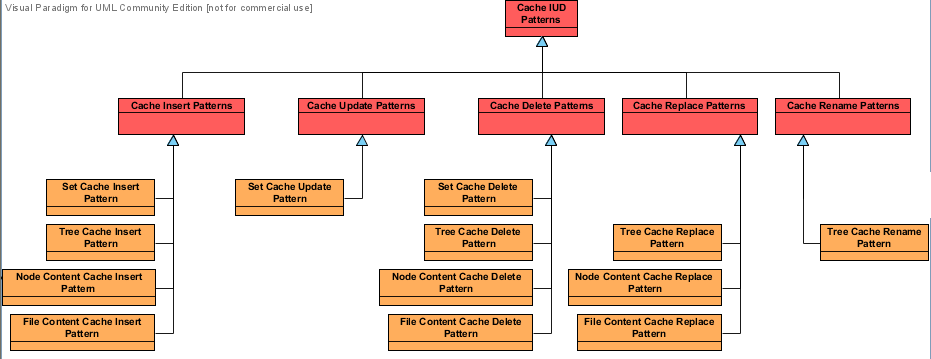 Visual Paradigm for UML Community Edition [not for commercial use]
Cache IUD
Patterns
Cache Insert Patterns
Cache Update Patterns
Cache Delete Patterns
Cache Replace Patterns
Cache Rename Patterns
Set Cache Insert
Pattern
Set Cache Update
Pattern
Set Cache Delete
Pattern
Tree Cache Insert
Pattern
Tree Cache Delete
Pattern
Tree Cache Replace
Pattern
Tree Cache Rename
Pattern
Node Content Cache Insert
Pattern
Node Content Cache Delete
Pattern
Node Content Cache Replace
Pattern
File Content Cache Insert
Pattern
File Content Cache Delete
Pattern
File Content Cache Replace
Pattern